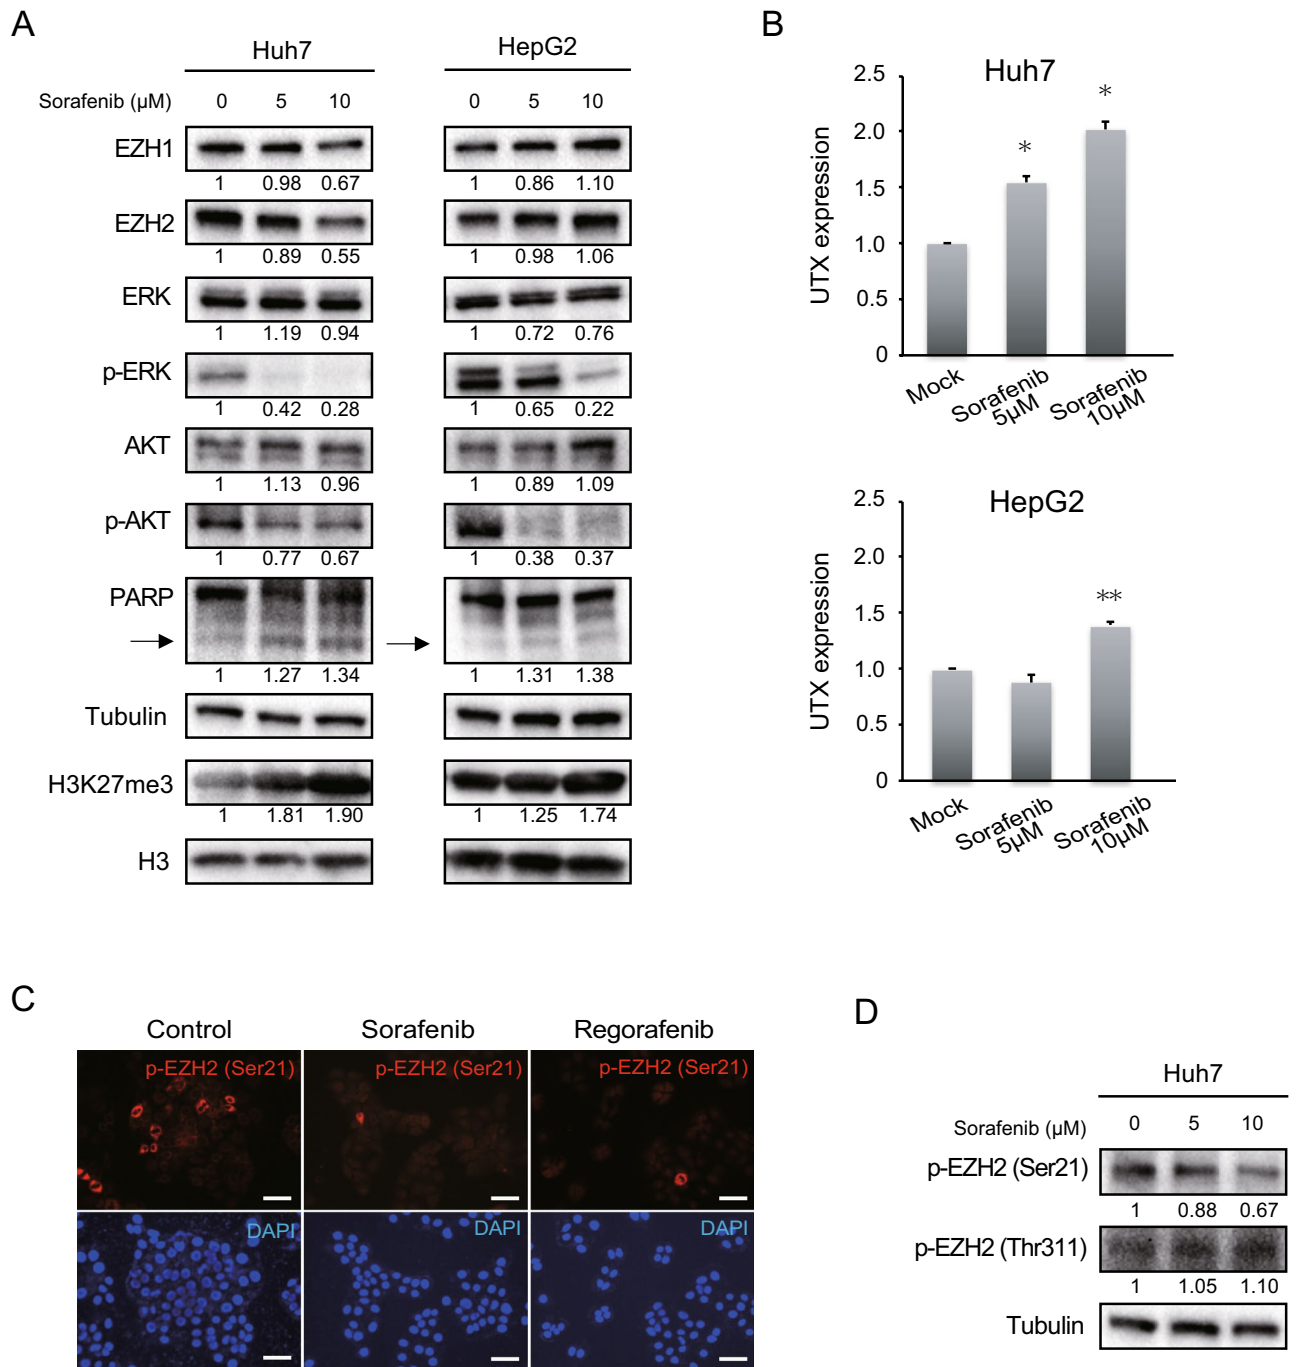 A
Huh7
HepG2
Sorafenib (μM)
0 5 10
0 5 10
EZH1
1 0.98 0.67
1 0.86 1.10
EZH2
1 0.89 0.55
1 0.98 1.06
ERK
1 1.19 0.94
1 0.72 0.76
p-ERK
1 0.42 0.28
1 0.65 0.22
AKT
1 1.13 0.96
1 0.89 1.09
p-AKT
1 0.77 0.67
1 0.38 0.37
PARP
1 1.27 1.34
1 1.31 1.38
Tubulin
H3K27me3
1 1.81 1.90
1 1.25 1.74
H3
B
Huh7
UTX expression
2.5
2.0
1.5
1.0
0.5
0
*
*
Mock
Sorafenib
5μM
Sorafenib
10μM
HepG2
UTX expression
2.5
2.0
1.5
1.0
0.5
0
**
Mock
Sorafenib
5μM
Sorafenib
10μM
C
Control
Sorafenib
Regorafenib
p-EZH2 (Ser21)
p-EZH2 (Ser21)
p-EZH2 (Ser21)
DAPI
DAPI
DAPI
D
Huh7
Sorafenib (μM)
0 5 10
p-EZH2 (Ser21)
1 0.88 0.67
p-EZH2 (Thr311)
1 1.05 1.10
Tubulin